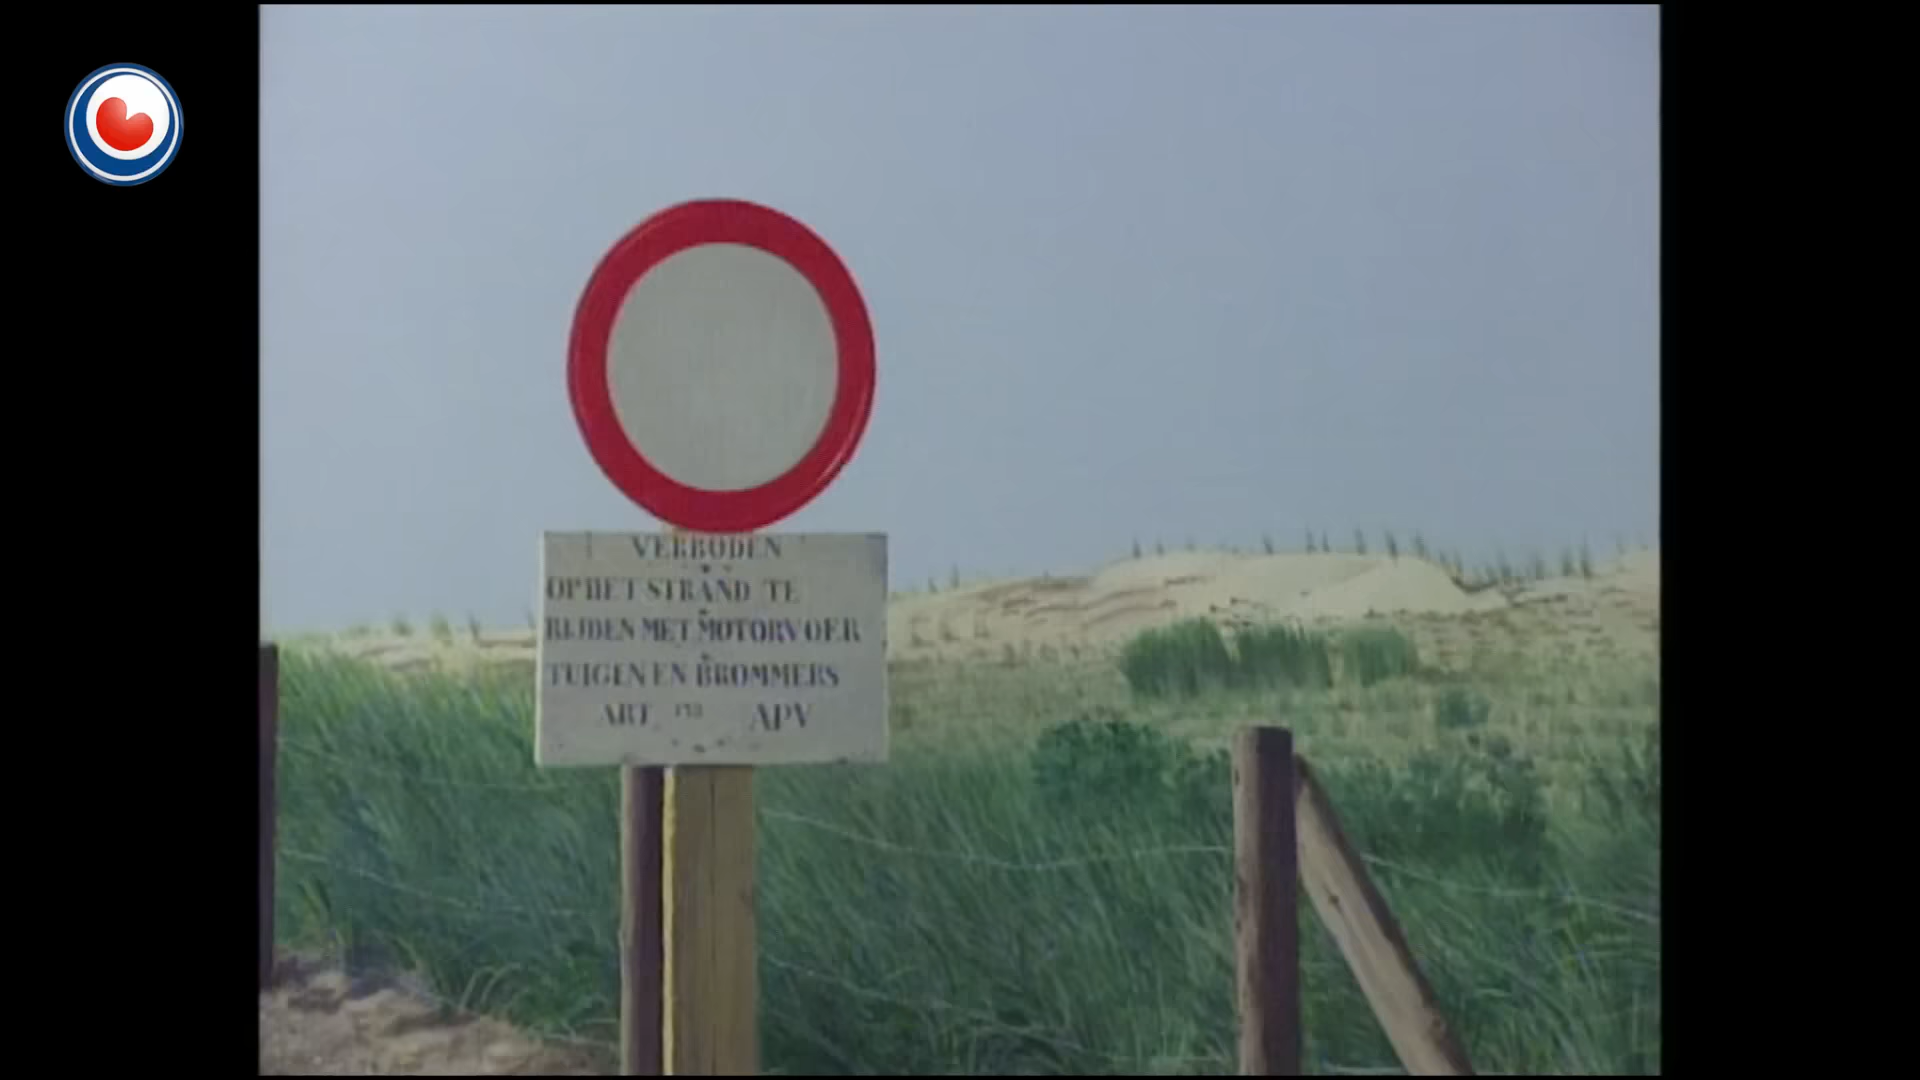 VERBODEN
OP HET STRAND TE
RIJDEN MET MOTORVOER
TUIGEN EN BROMMERS
ART. APV